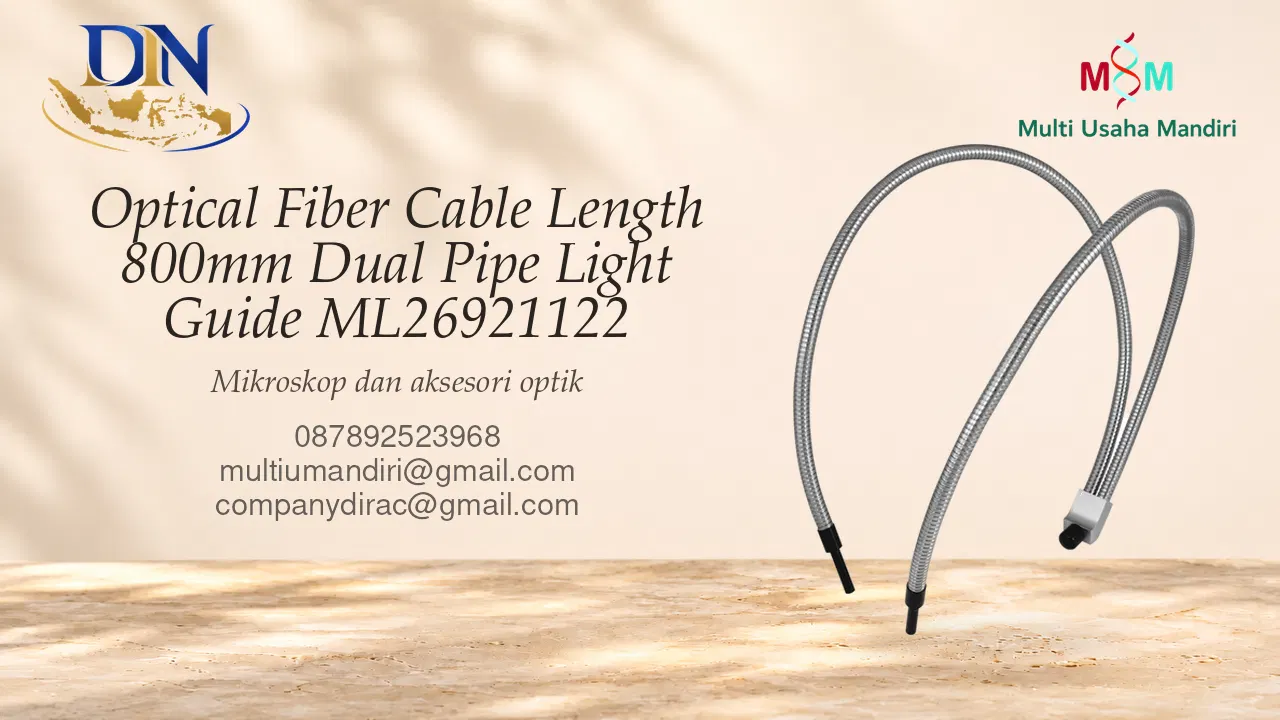 DIN
M M
Multi Usaha Mandiri
Optical Fiber Cable Length
800mm Dual Pipe Light
Guide ML26921122
Mikroskop dan aksesori optik
087892523968
multiumandiri@gmail.com
companydirac@gmail.com